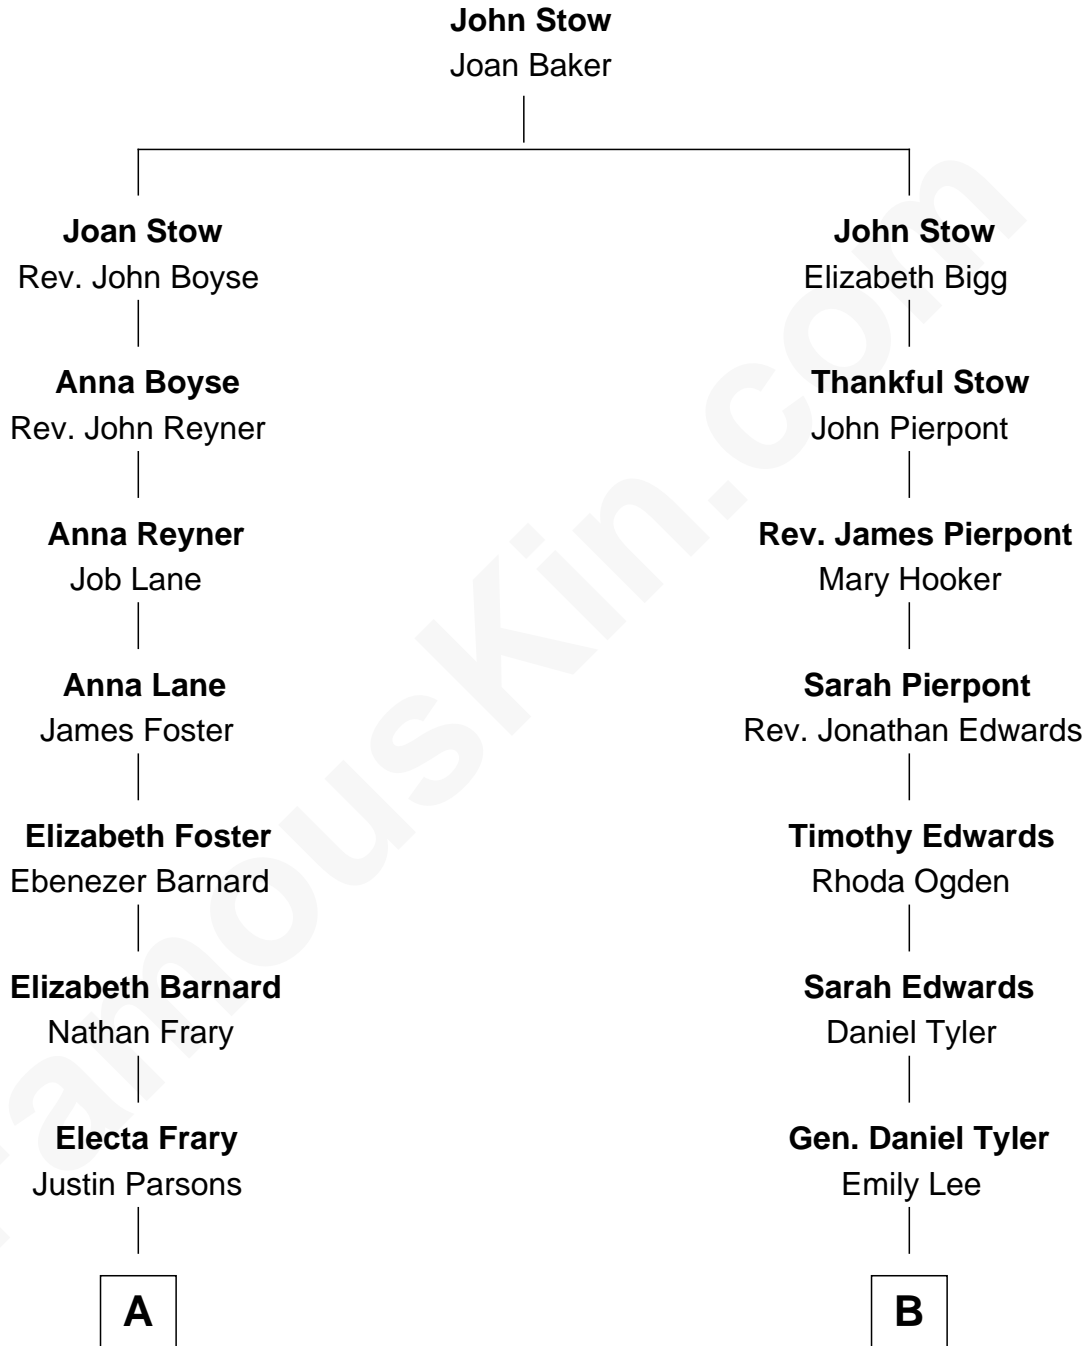 John Stow
Joan Baker
Joan Stow
Rev. John Boyse
John Stow
Elizabeth Bigg
Anna Boyse
Rev. John Reyner
Thankful Stow
John Pierpont
Anna Reyner
Job Lane
Rev. James Pierpont
Mary Hooker
Anna Lane
James Foster
Sarah Pierpont
Rev. Jonathan Edwards
Elizabeth Foster
Ebenezer Barnard
Timothy Edwards
Rhoda Ogden
Elizabeth Barnard
Nathan Frary
Sarah Edwards
Daniel Tyler
Electa Frary
Justin Parsons
Gen. Daniel Tyler
Emily Lee
A
B
FamousKin.com